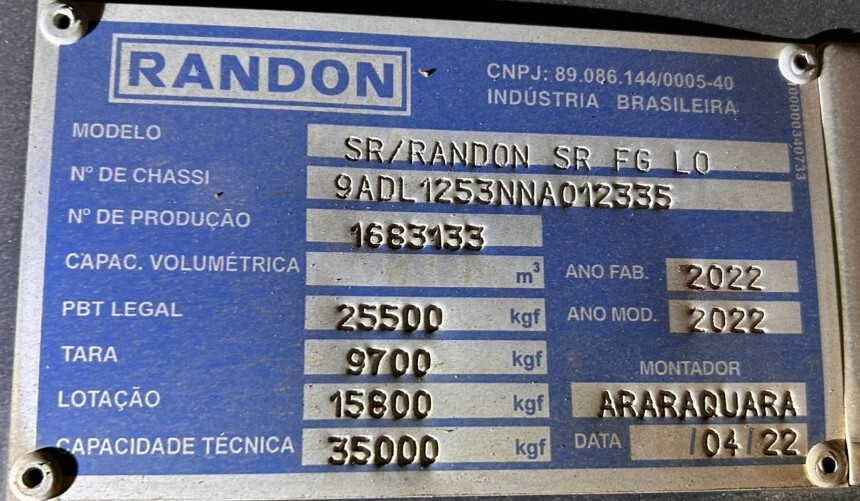 RANDON
CNPJ: 89.086.144/0005-40
INDÚSTRIA BRASILEIRA
MODELO SR/RANDON SR FG LO
Nº DE CHASSI 9ADL1253NNA012335
Nº DE PRODUÇÃO 1683133
CAPAC. VOLUMÉTRICA m³ ANO FAB. 2022
PBT LEGAL 25500 kgf ANO MOD. 2022
TARA 9700 kgf
MONTADOR
LOTAÇÃO 15800 kgf ARARAQUARA
CAPACIDADE TÉCNICA 35000 kgf DATA / 04 / 22